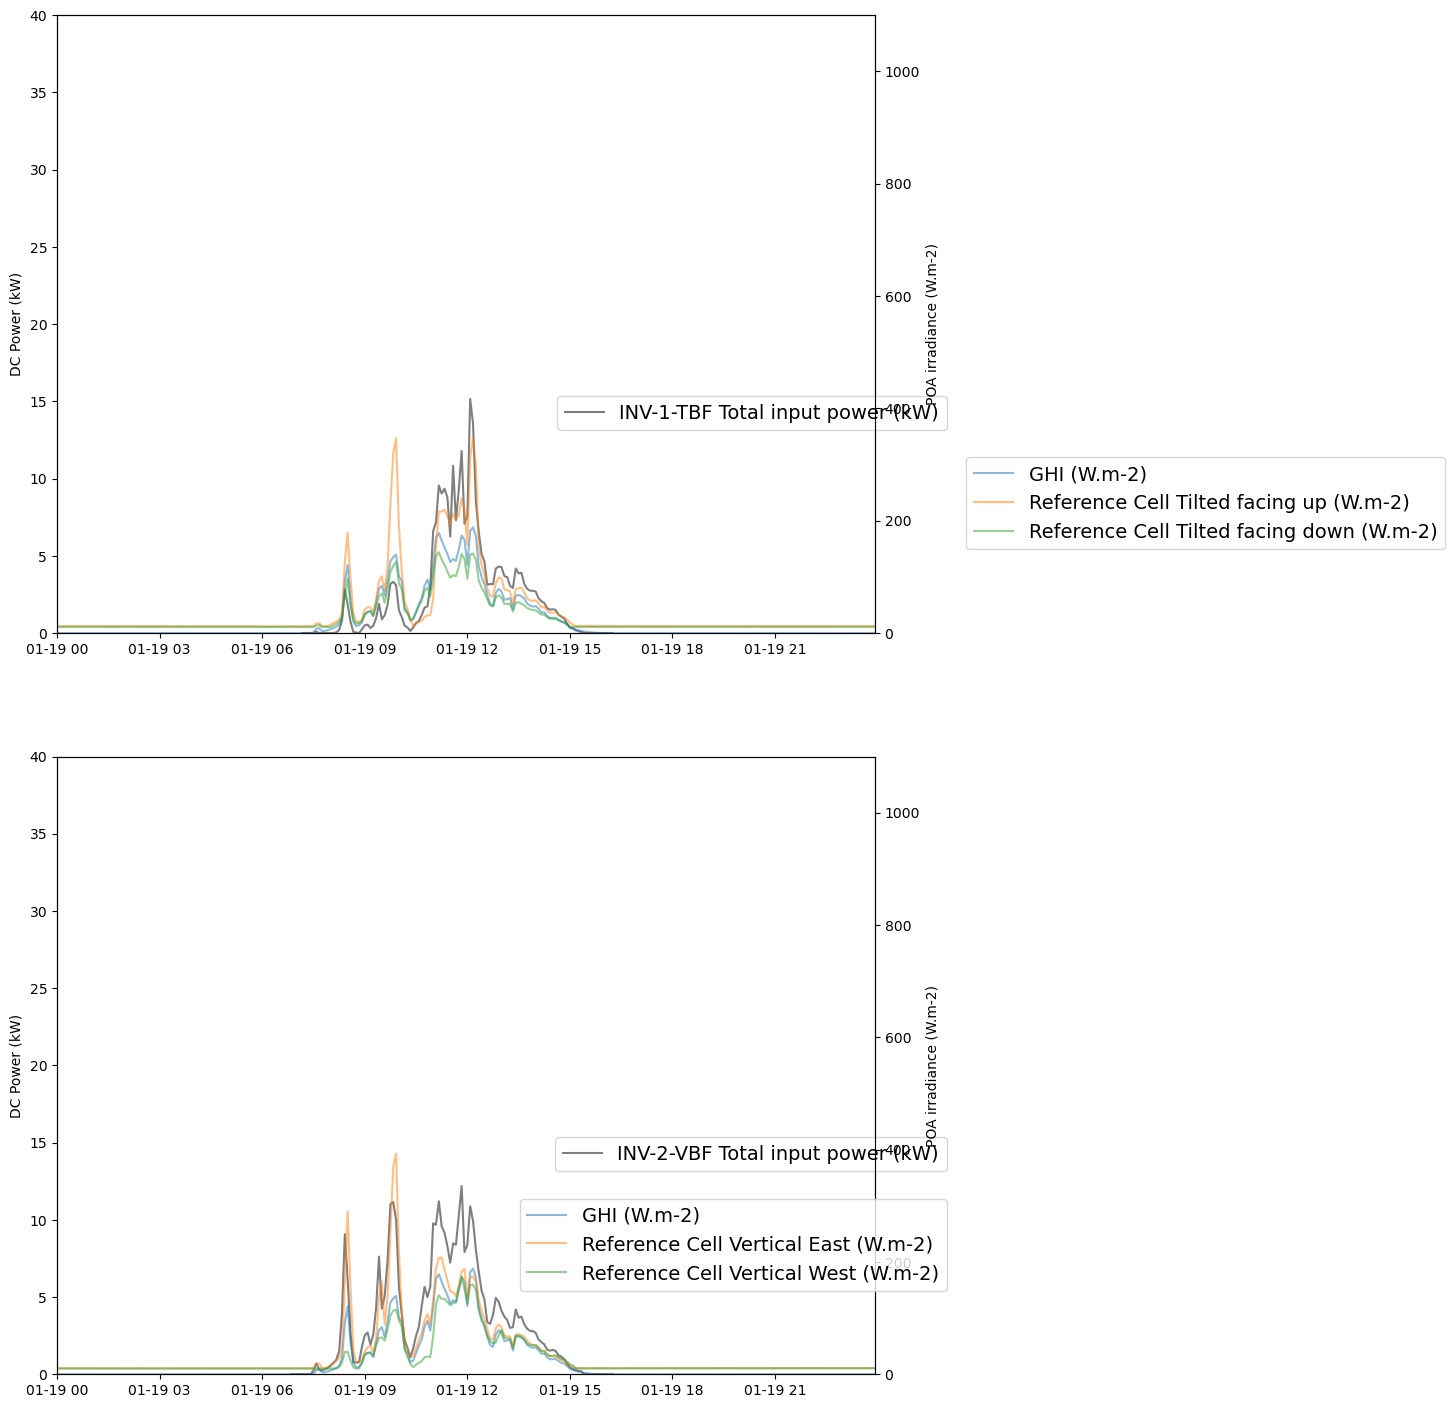 40
35
30
25
20
15
10
5
0
DC Power (kW)
1000
800
600
400
200
0
POA irradiance (W.m-2)
INV-1-TBF Total input power (kW)
GHI (W.m-2)
Reference Cell Tilted facing up (W.m-2)
Reference Cell Tilted facing down (W.m-2)
01-19 00 01-19 03 01-19 06 01-19 09 01-19 12 01-19 15 01-19 18 01-19 21
40
35
30
25
20
15
10
5
0
DC Power (kW)
1000
800
600
400
200
0
POA irradiance (W.m-2)
INV-2-VBF Total input power (kW)
GHI (W.m-2)
Reference Cell Vertical East (W.m-2)
Reference Cell Vertical West (W.m-2)
01-19 00 01-19 03 01-19 06 01-19 09 01-19 12 01-19 15 01-19 18 01-19 21